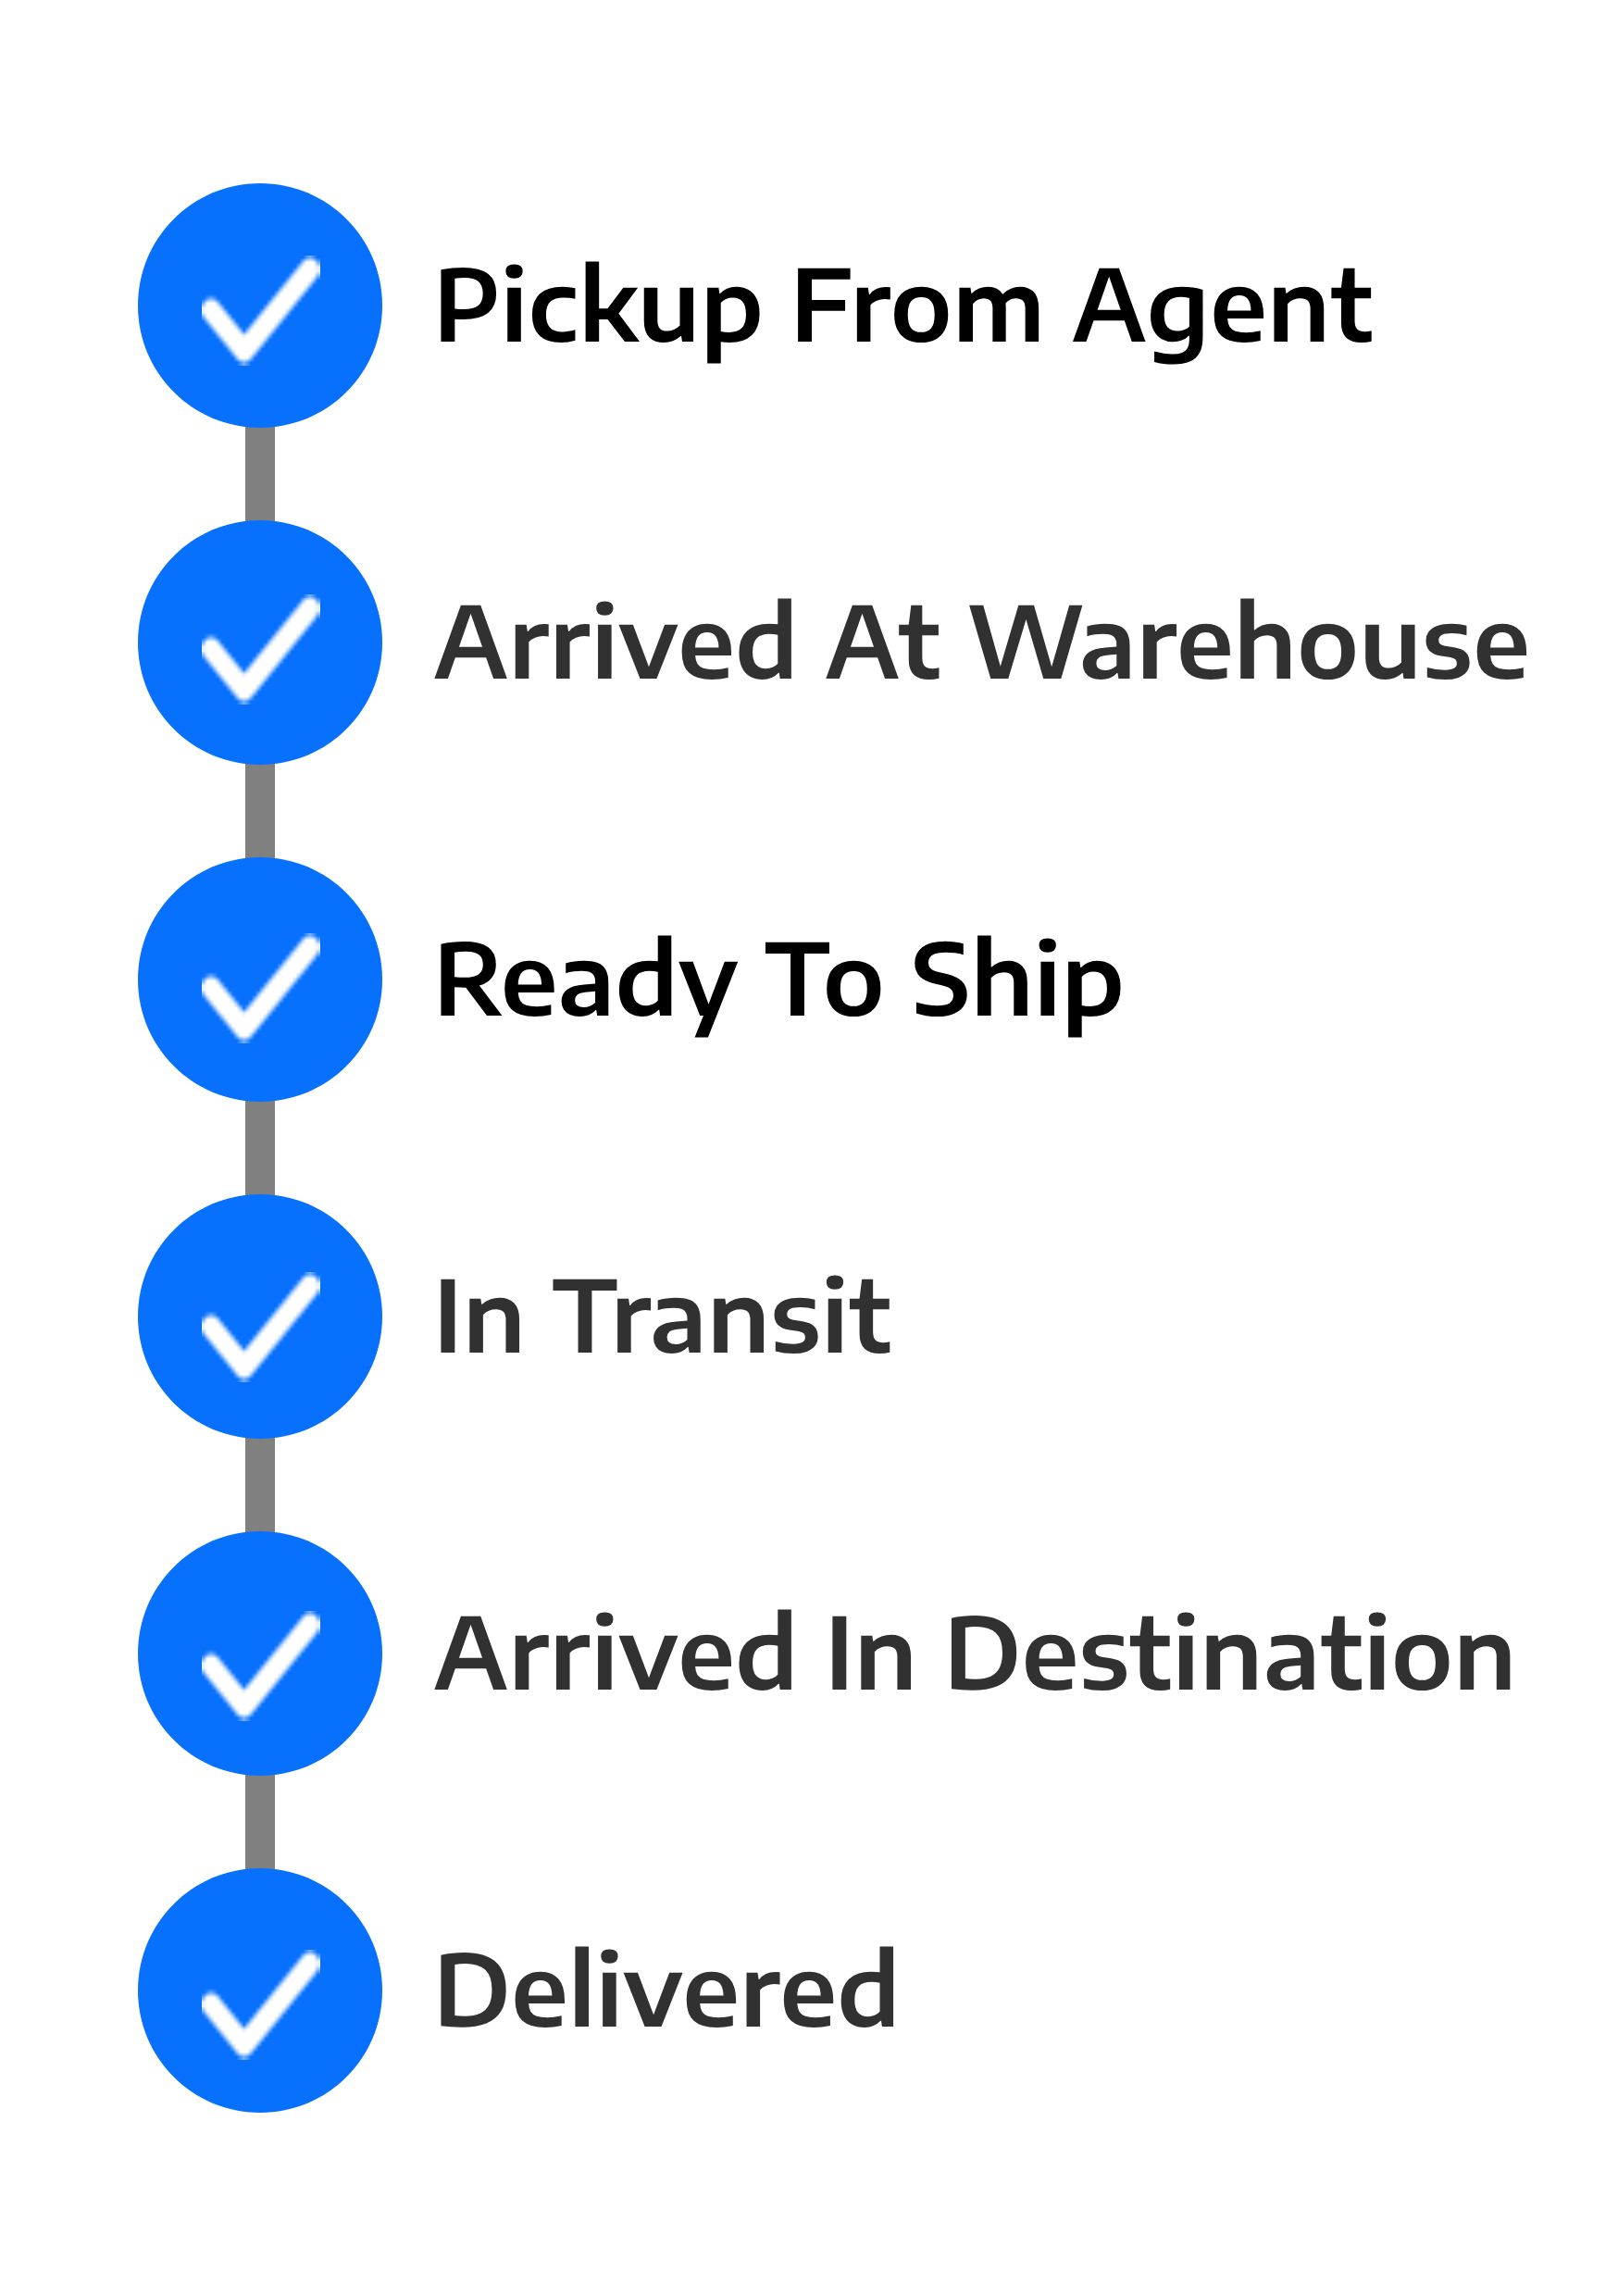 Pickup From Agent
Arrived At Warehouse
Ready To Ship
In Transit
Arrived In Destination
Delivered